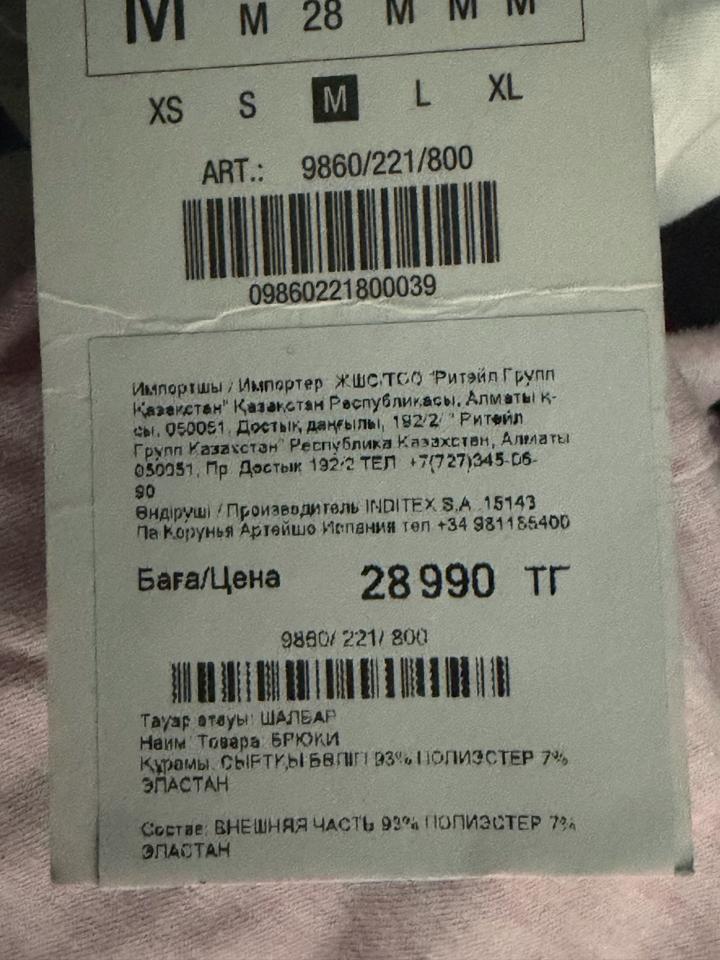 M M 28 M M M
XS S M L XL
ART.: 9860/221/800
09860221800039
Импортшы / Импортер ЖШС/ТОО "Ритэйл Групп
Қазақстан" Қазақстан Республикасы, Алматы қ-
сы, 050051, Достық даңғылы, 192/2/ " Ритейл
Групп Казахстан" Республика Казахстан, Алматы
050051, Пр. Достык 192/2 ТЕЛ +7(727)345-06-
90
Өндіруші / Производитель INDITEX S.A. 15143
Ла Корунья Артейшо Испания тел +34 981185400
Баға/Цена 28 990 ТГ
9860/ 221/ 800
Тауар атауы: ШАЛБАР
Наим. Товара: БРЮКИ
Құрамы: СЫРТҚЫ БӨЛІГІ 93% ПОЛИЭСТЕР 7%
ЭЛАСТАН
Состав: ВНЕШНЯЯ ЧАСТЬ 93% ПОЛИЭСТЕР 7%
ЭЛАСТАН